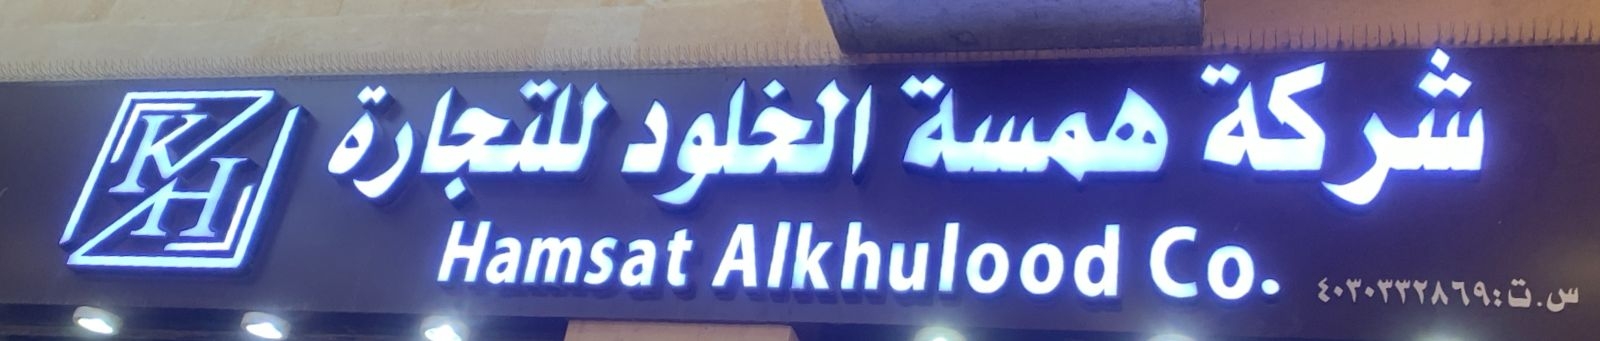 شركة همسة الخلود للتجارة
KH
Hamsat Alkhulood Co.
س.ت:٤٠٣٠٣٣٢٨٦٩